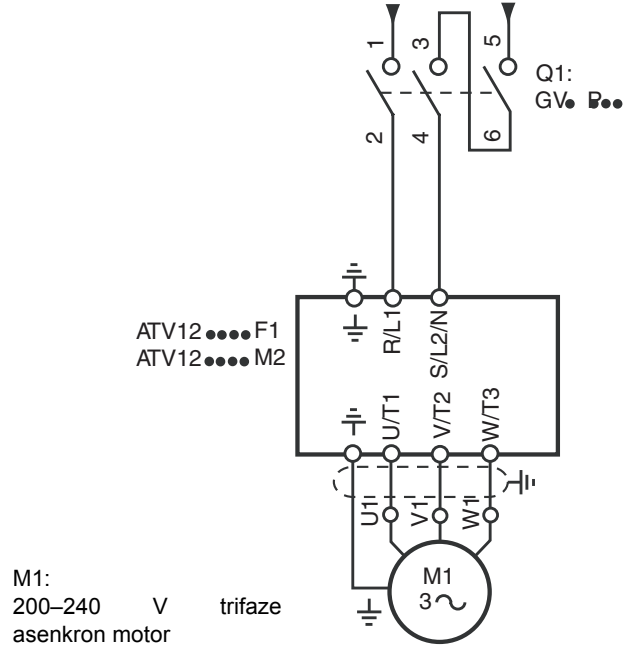 1
3
5
Q1:
GV● P●●
2
4
6
R/L1
S/L2/N
ATV12●●●●F1
ATV12●●●●M2
U/T1
V/T2
W/T3
U1
V1
W1
M1
3
M1:
200–240 V trifaze
asenkron motor